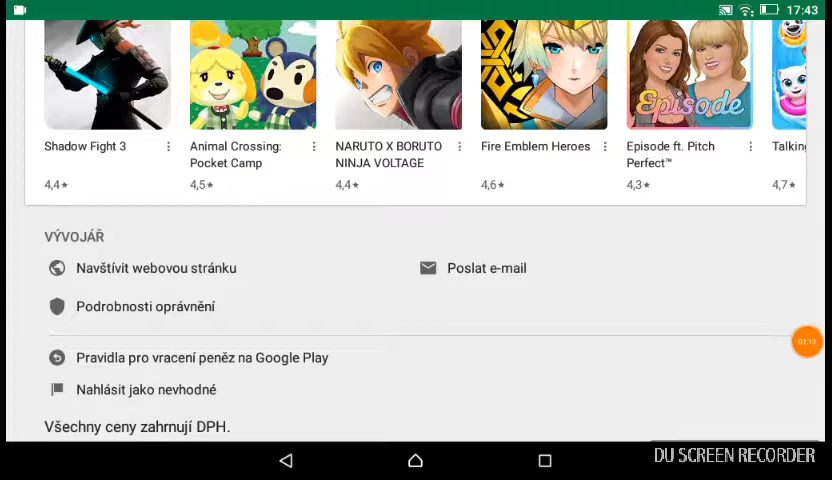 17:43
Episode
Shadow Fight 3
Animal Crossing:
Pocket Camp
NARUTO X BORUTO
NINJA VOLTAGE
Fire Emblem Heroes
Episode ft. Pitch
Perfect™
Talking
4,4★
4,5★
4,4★
4,6★
4,3★
4,7★
VÝVOJÁŘ
Navštívit webovou stránku
Poslat e-mail
Podrobnosti oprávnění
02:13
Pravidla pro vracení peněz na Google Play
Nahlásit jako nevhodné
Všechny ceny zahrnují DPH.
DU SCREEN RECORDER